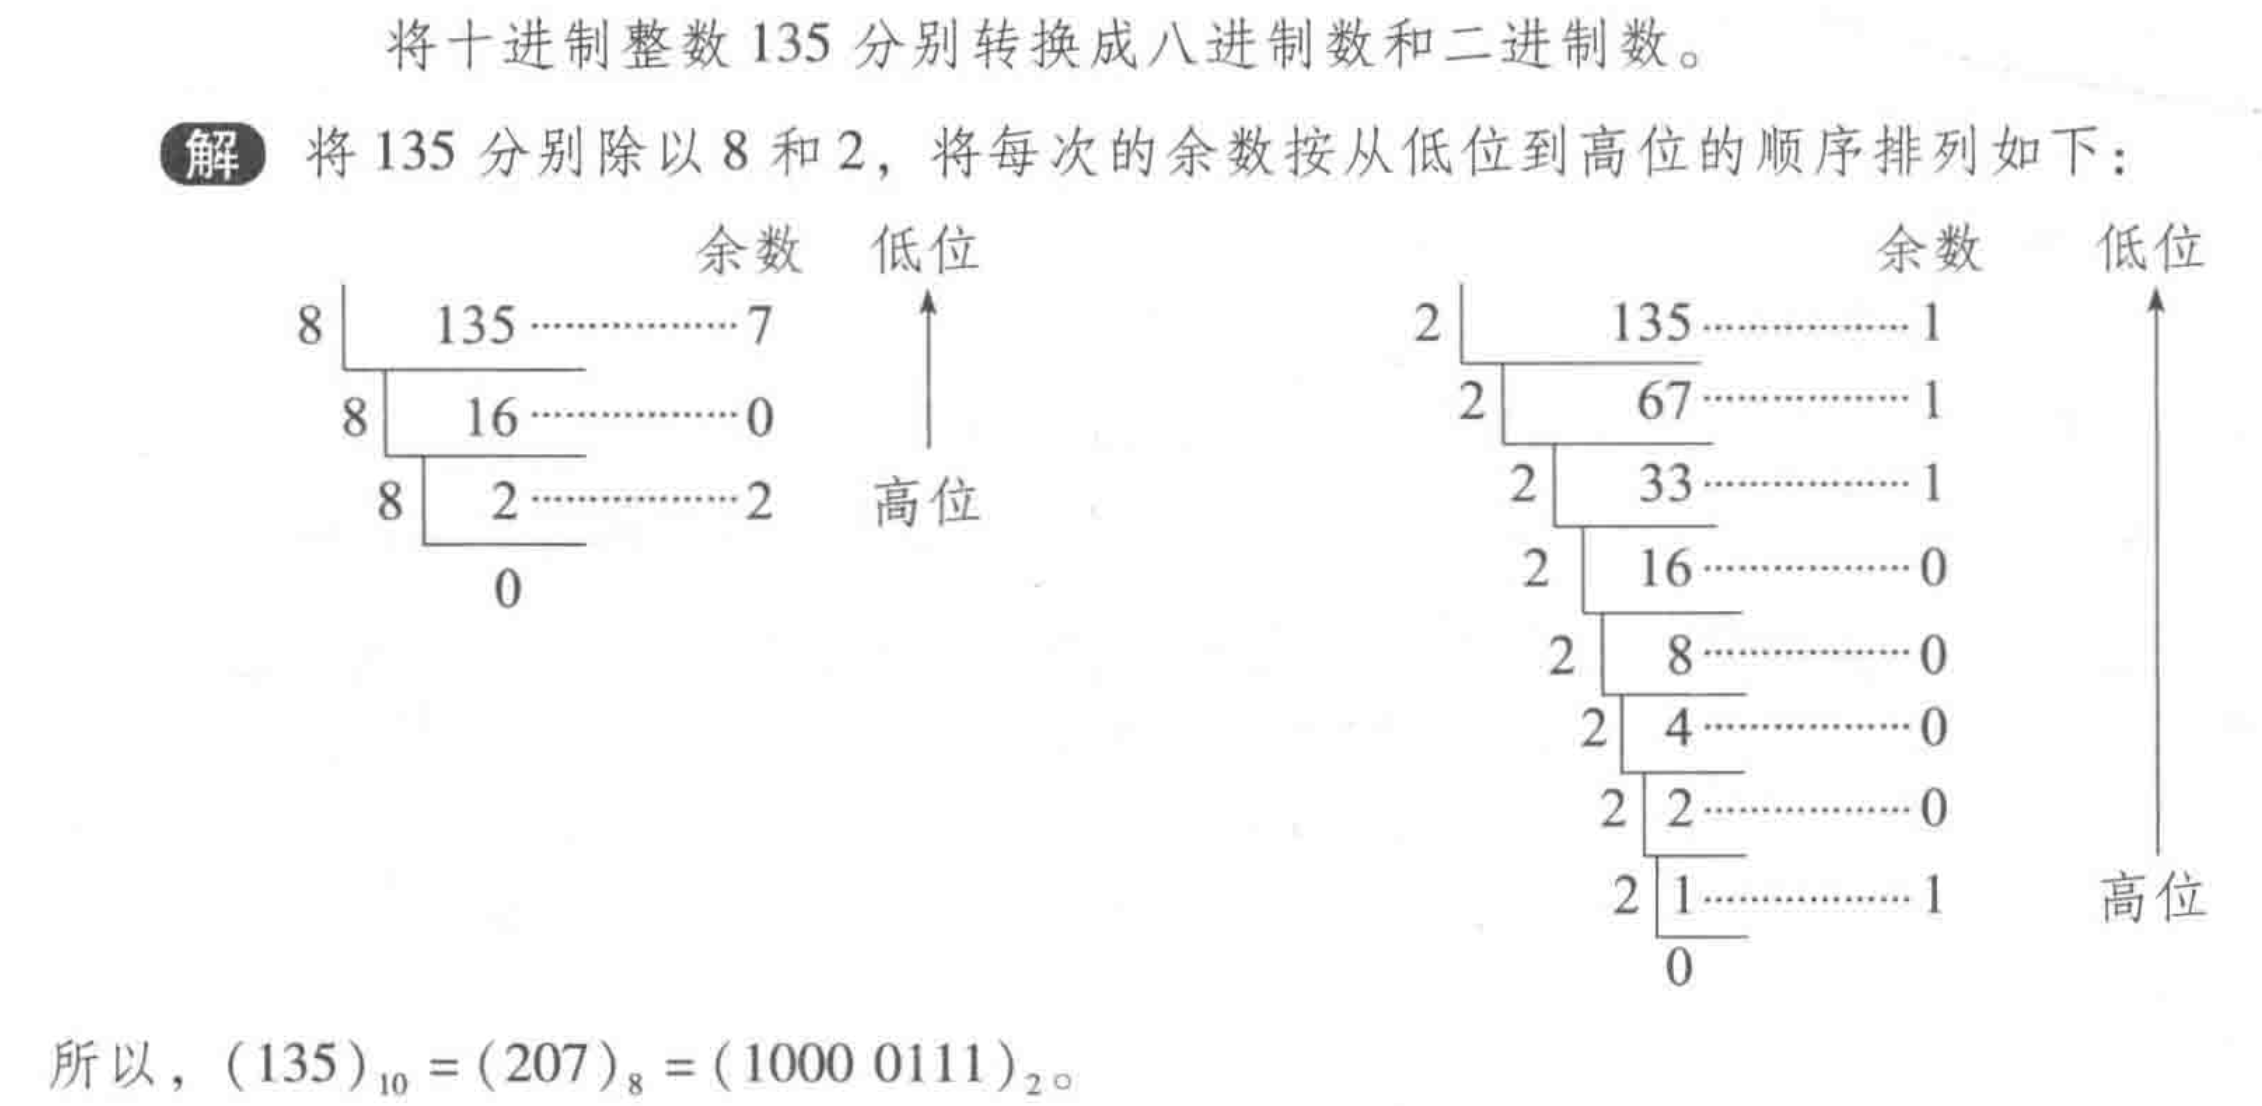 将十进制整数 135 分别转换成八进制数和二进制数。
解 将 135 分别除以 8 和 2，将每次的余数按从低位到高位的顺序排列如下：
余数 低位
8 135 ……………… 7
8 16 ……………… 0
8 2 ……………… 2
高位
0
余数 低位
2 135 ……………… 1
2 67 ……………… 1
2 33 ……………… 1
2 16 ……………… 0
2 8 ……………… 0
2 4 ……………… 0
2 2 ……………… 0
2 1 ……………… 1
高位
0
所以，(135)₁₀ = (207)₈ = (1000 0111)₂。